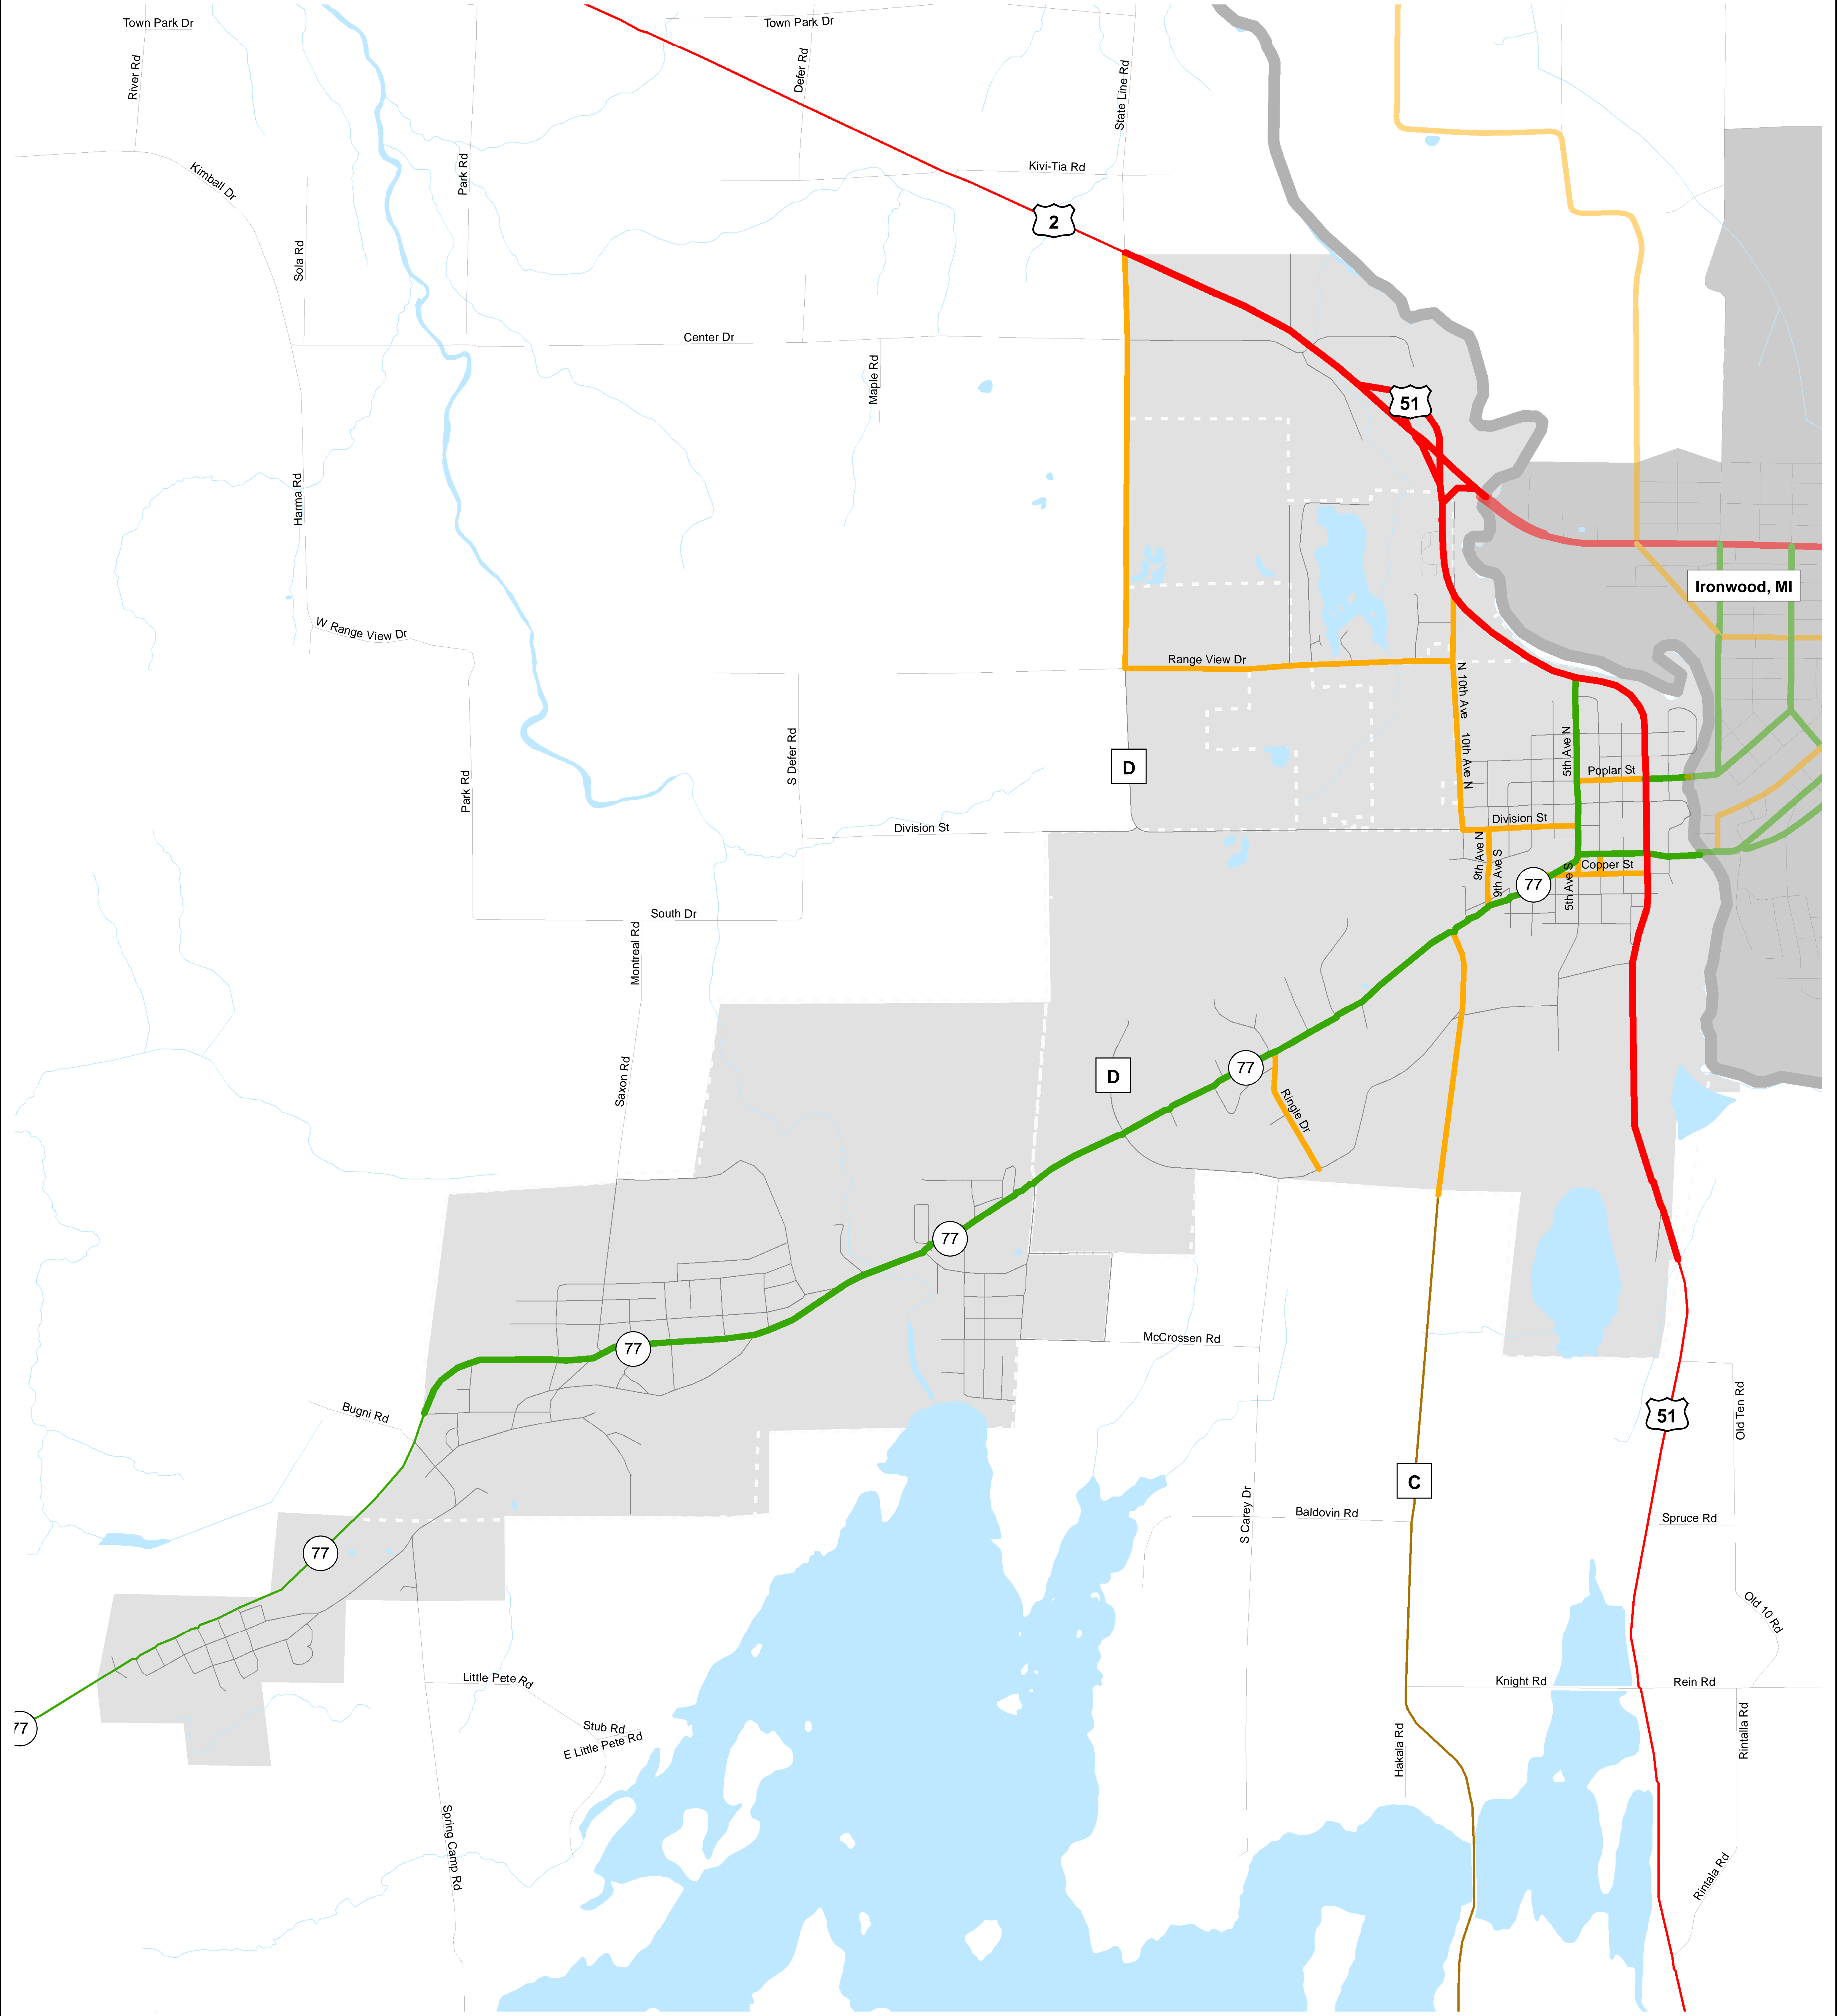 Town Park Dr
Town Park Dr
River Rd
Defer Rd
State Line Rd
Kimball Dr
Park Rd
Kivi-Tia Rd
2
Sola Rd
Center Dr
Maple Rd
51
Harma Rd
Ironwood, MI
W Range View Dr
Range View Dr
N 10th Ave
10th Ave N
5th Ave N
S Defer Rd
D
Poplar St
Park Rd
Division St
Division St
9th Ave N
9th Ave S
Copper St
5th Ave S
77
South Dr
Montreal Rd
Saxon Rd
D
77
Ringle Dr
77
McCrossen Rd
77
Bugni Rd
51
Old Ten Rd
C
S Carey Dr
Baldovin Rd
Spruce Rd
77
Old 10 Rd
Little Pete Rd
Knight Rd
Rein Rd
77
Stub Rd
E Little Pete Rd
Hakala Rd
Rintalla Rd
Spring Camp Rd
Rintala Rd